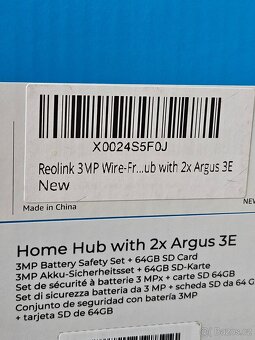 X0024S5F0J
Reolink 3MP Wire-Fr...ub with 2x Argus 3E
New
Made in China
NEW
Home Hub with 2x Argus 3E
3MP Battery Safety Set + 64GB SD Card
3MP Akku-Sicherheitsset + 64GB SD-Karte
Set de sécurité à batterie 3 MPx + carte SD 64GB
Set di sicurezza batteria da 3 MP + scheda SD da 64 G
Conjunto de seguridad con batería 3MP
+ tarjeta SD de 64GB